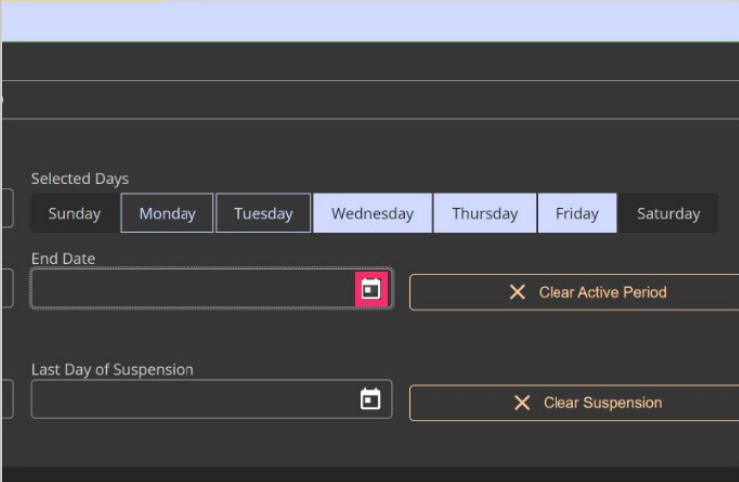 Selected Days
Sunday Monday Tuesday Wednesday Thursday Friday Saturday
End Date
Clear Active Period
Last Day of Suspension
Clear Suspension